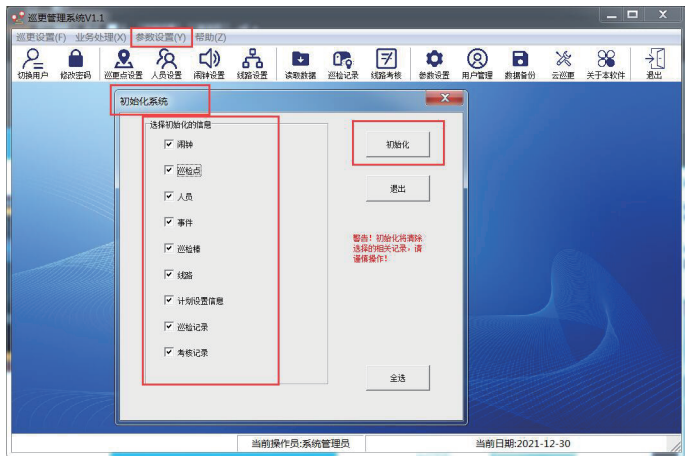 巡更管理系统V1.1
巡更设置(F) 业务处理(X) 参数设置(Y) 帮助(Z)
切换用户 修改密码 巡更点设置 人员设置 闹钟设置 线路设置 读取数据 巡检记录 线路考核 参数设置 用户管理 数据备份 云巡更 关于本软件 退出
初始化系统
选择初始化的信息
闹钟
巡检点
人员
事件
巡检棒
线路
计划设置信息
巡检记录
考核记录
初始化
退出
警告！初始化将清除
选择的相关记录，请
谨慎操作！
全选
当前操作员:系统管理员
当前日期:2021-12-30